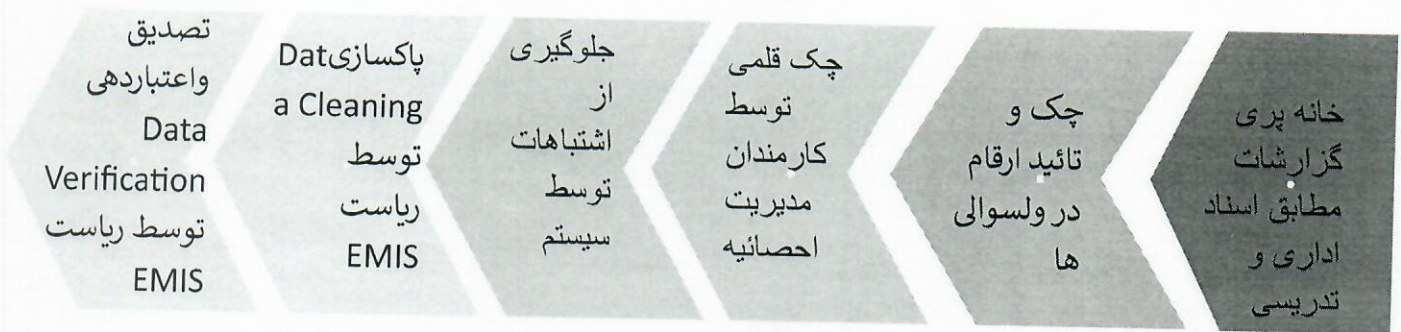 خانه پری
گزارشات
مطابق اسناد
اداری و
تدریسی
چک و
تائید ارقام
در ولسوالی
ها
چک قلمی
توسط
کارمندان
مدیریت
احصائیه
جلوگیری
از
اشتباهات
توسط
سیستم
پاکسازیDat
a Cleaning
توسط
ریاست
EMIS
تصدیق
واعتباردهی
Data
Verification
توسط ریاست
EMIS